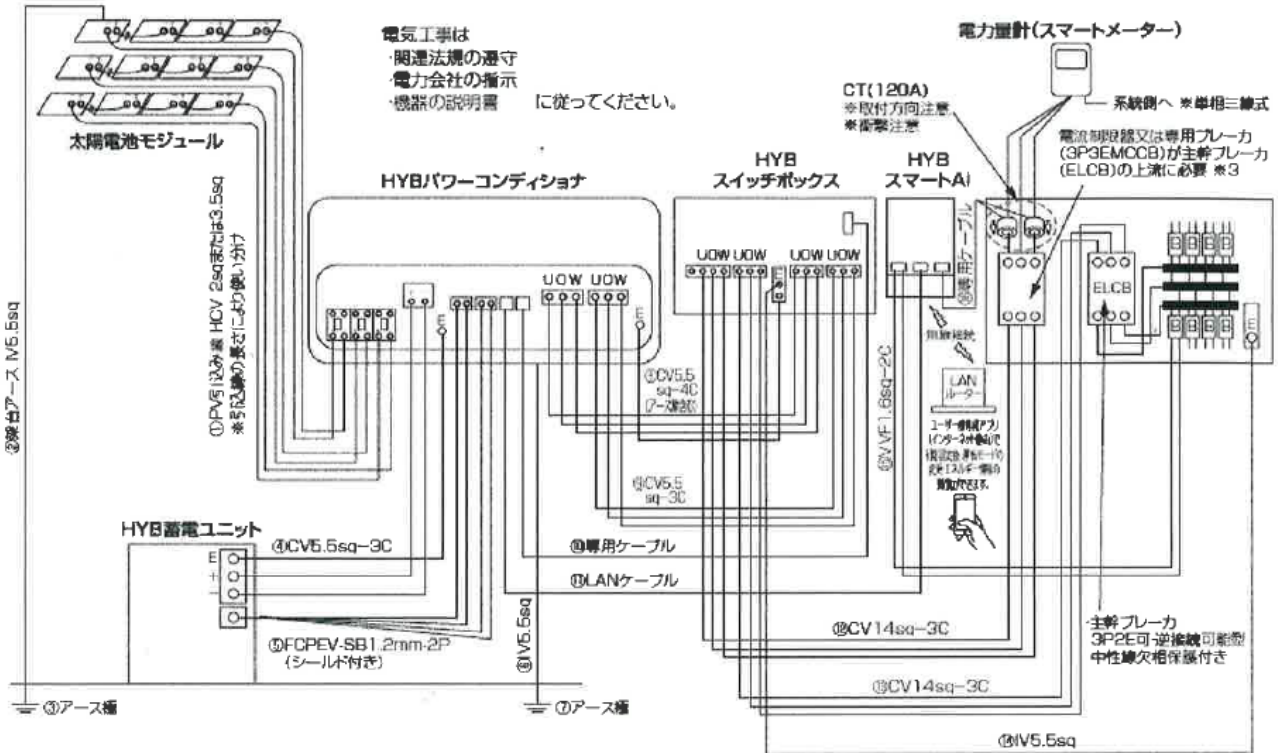 電気工事は
・関連法規の遵守
・電力会社の指示
・機器の説明書 に従ってください。
太陽電池モジュール
電力量計(スマートメーター)
系統側へ ※単相三線式
CT(120A)
※取付方向注意
※衝撃注意
電流制限器又は専用ブレーカ
(3P3EMCCB)が主幹ブレーカ
(ELCB)の上流に必要 ※3
HYBパワーコンディショナ
HYB
スイッチボックス
HYB
スマートAi
②架台アース IV5.5sq
①PV引込み線 HCV 2sqまたは3.5sq
※引込線の長さにより使い分け
UOW UOW
E
UOW UOW
E
UOW UOW
⑯専用ケーブル
ELCB
B B B B
B B B B
E
無線接続
LAN
ルーター
CV5.5
sq-4C
CV5.5
sq-3C
⑮VVF1.6sq-2C
HYB蓄電ユニット
E
+
−
④CV5.5sq-3C
⑤FCPEV-SB1.2mm-2P
(シールド付き)
⑥IV5.5sq
⑩専用ケーブル
⑪LANケーブル
⑫CV14sq-3C
⑬CV14sq-3C
⑭IV5.5sq
主幹ブレーカ
3P2E可・逆接続可能型
中性線欠相保護付き
③アース極
⑦アース極